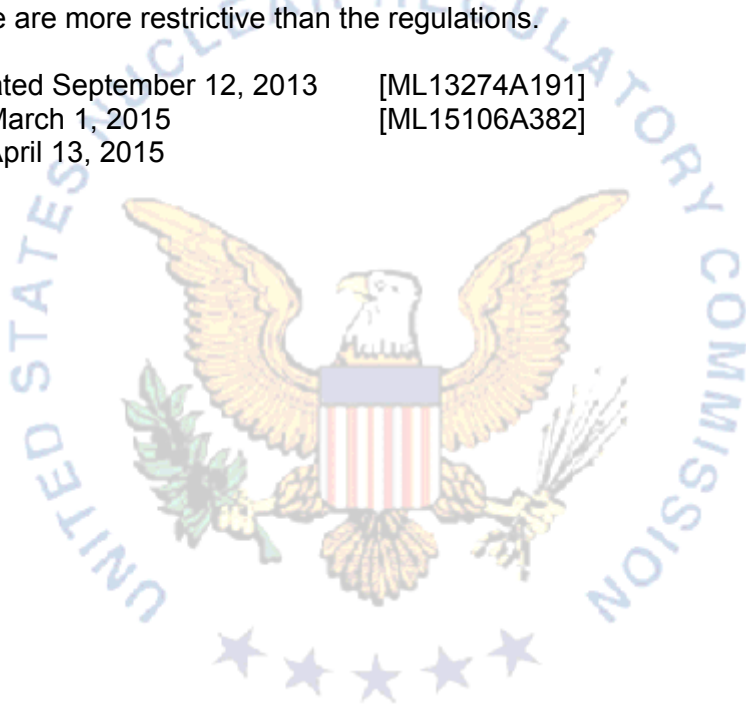 e are more restrictive than the regulations.
ated September 12, 2013 [ML13274A191]
March 1, 2015 [ML15106A382]
April 13, 2015
UNITED STATES NUCLEAR REGULATORY COMMISSION